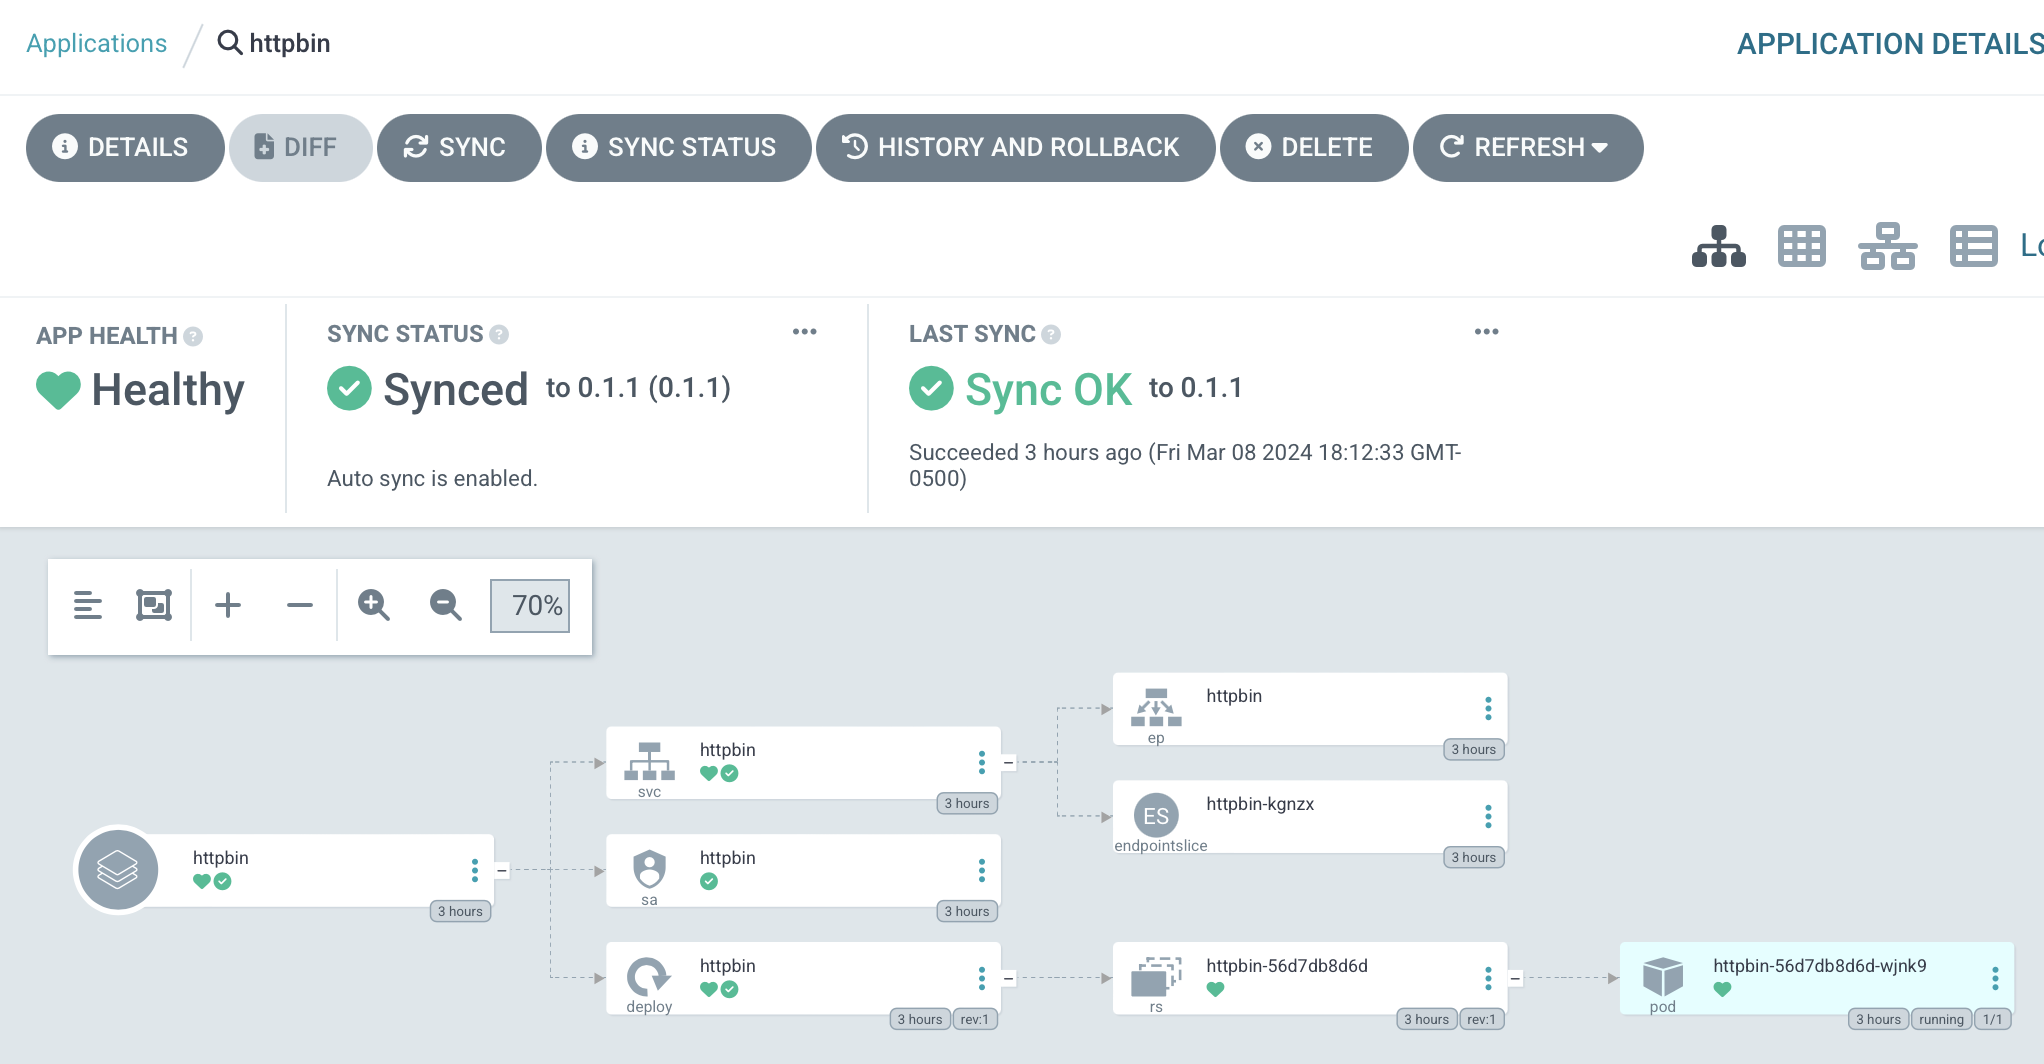 Applications / httpbin
APPLICATION DETAILS
DETAILS
DIFF
SYNC
SYNC STATUS
HISTORY AND ROLLBACK
DELETE
REFRESH
APP HEALTH
Healthy
SYNC STATUS
Synced to 0.1.1 (0.1.1)
Auto sync is enabled.
LAST SYNC
Sync OK to 0.1.1
Succeeded 3 hours ago (Fri Mar 08 2024 18:12:33 GMT-
0500)
70%
httpbin
3 hours
httpbin
svc
3 hours
httpbin
sa
3 hours
httpbin
deploy
3 hours rev:1
httpbin
ep
3 hours
ES
httpbin-kgnzx
endpointslice
3 hours
httpbin-56d7db8d6d
rs
3 hours rev:1
httpbin-56d7db8d6d-wjnk9
pod
3 hours running 1/1